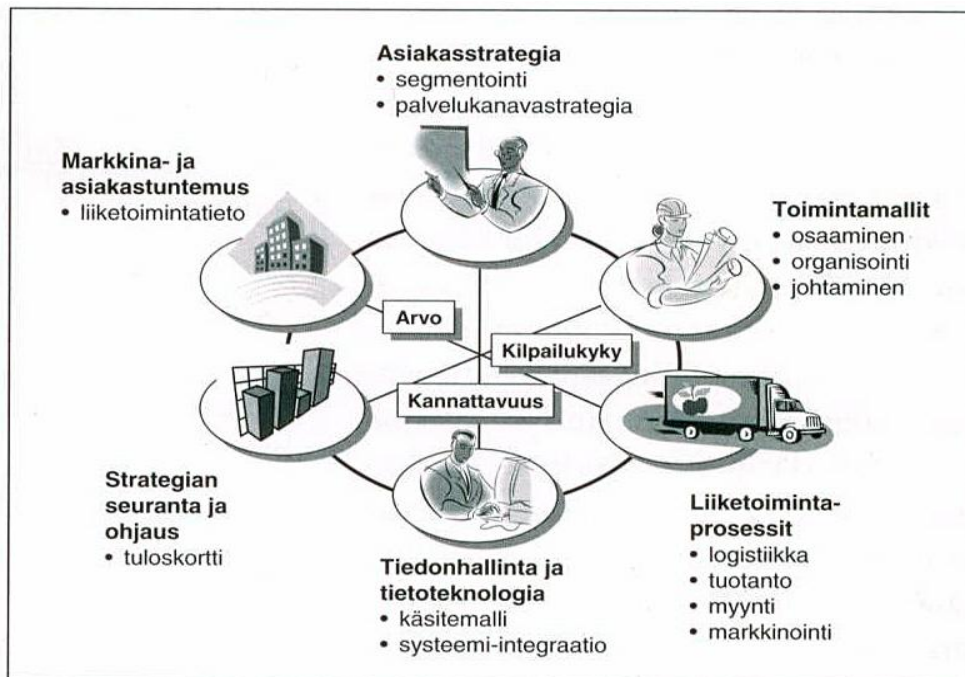 Asiakasstrategia
• segmentointi
• palvelukanavastrategia
Markkina- ja
asiakastuntemus
• liiketoimintatieto
Toimintamallit
• osaaminen
• organisointi
• johtaminen
Arvo
Kilpailukyky
Kannattavuus
Strategian
seuranta ja
ohjaus
• tuloskortti
Tiedonhallinta ja
tietoteknologia
• käsitemalli
• systeemi-integraatio
Liiketoiminta-
prosessit
• logistiikka
• tuotanto
• myynti
• markkinointi